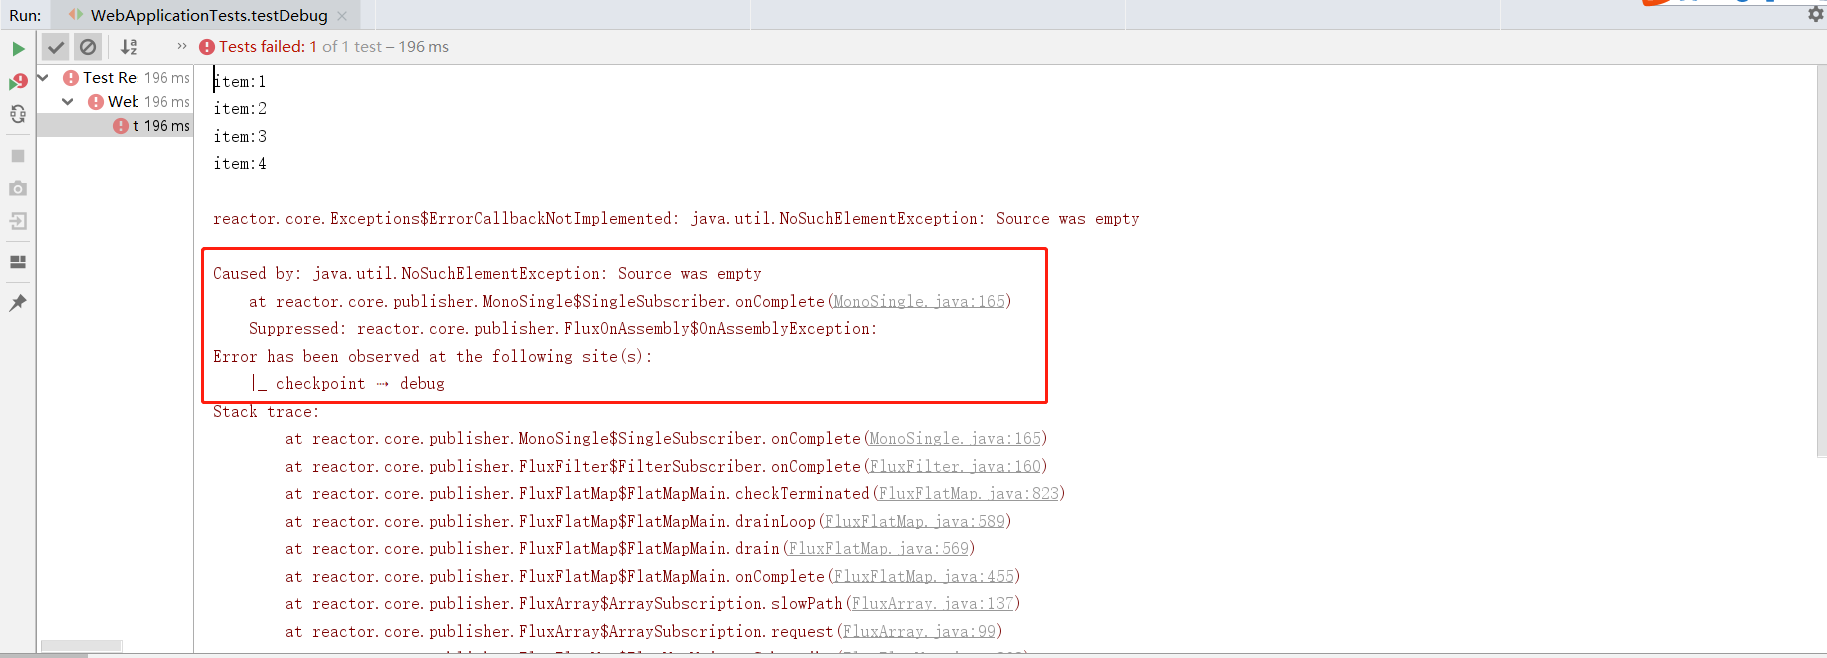 Run: WebApplicationTests.testDebug ×
» Tests failed: 1 of 1 test – 196 ms
Test Re 196 ms
Web 196 ms
t 196 ms
item:1
item:2
item:3
item:4
reactor.core.Exceptions$ErrorCallbackNotImplemented: java.util.NoSuchElementException: Source was empty
Caused by: java.util.NoSuchElementException: Source was empty
at reactor.core.publisher.MonoSingle$SingleSubscriber.onComplete(MonoSingle.java:165)
Suppressed: reactor.core.publisher.FluxOnAssembly$OnAssemblyException:
Error has been observed at the following site(s):
|_ checkpoint ⇢ debug
Stack trace:
at reactor.core.publisher.MonoSingle$SingleSubscriber.onComplete(MonoSingle.java:165)
at reactor.core.publisher.FluxFilter$FilterSubscriber.onComplete(FluxFilter.java:160)
at reactor.core.publisher.FluxFlatMap$FlatMapMain.checkTerminated(FluxFlatMap.java:823)
at reactor.core.publisher.FluxFlatMap$FlatMapMain.drainLoop(FluxFlatMap.java:589)
at reactor.core.publisher.FluxFlatMap$FlatMapMain.drain(FluxFlatMap.java:569)
at reactor.core.publisher.FluxFlatMap$FlatMapMain.onComplete(FluxFlatMap.java:455)
at reactor.core.publisher.FluxArray$ArraySubscription.slowPath(FluxArray.java:137)
at reactor.core.publisher.FluxArray$ArraySubscription.request(FluxArray.java:99)